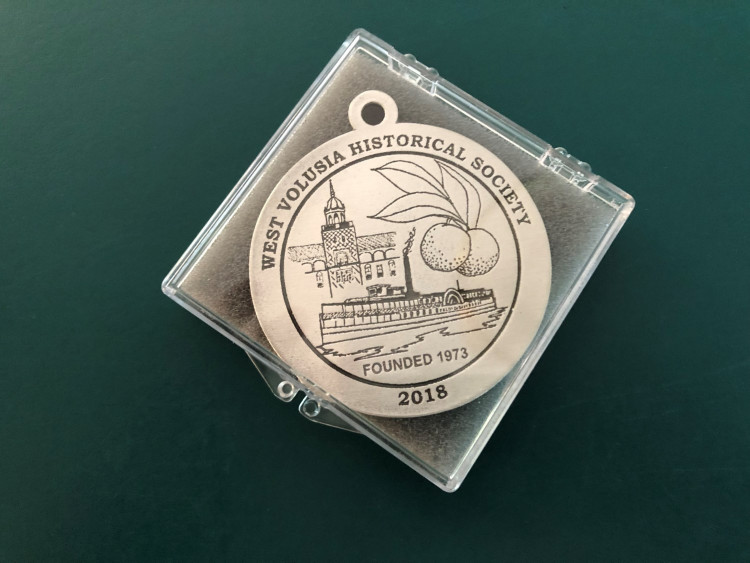 WEST VOLUSIA HISTORICAL SOCIETY
FOUNDED 1973
2018